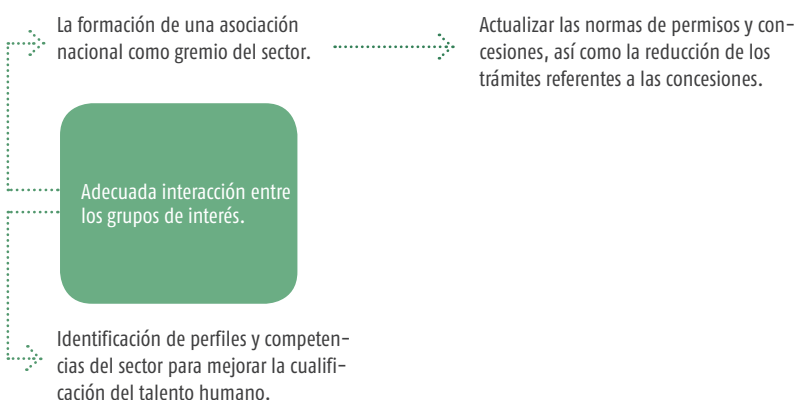 La formación de una asociación
nacional como gremio del sector.
Actualizar las normas de permisos y con-
cesiones, así como la reducción de los
trámites referentes a las concesiones.
Adecuada interacción entre
los grupos de interés.
Identificación de perfiles y competen-
cias del sector para mejorar la cualifi-
cación del talento humano.